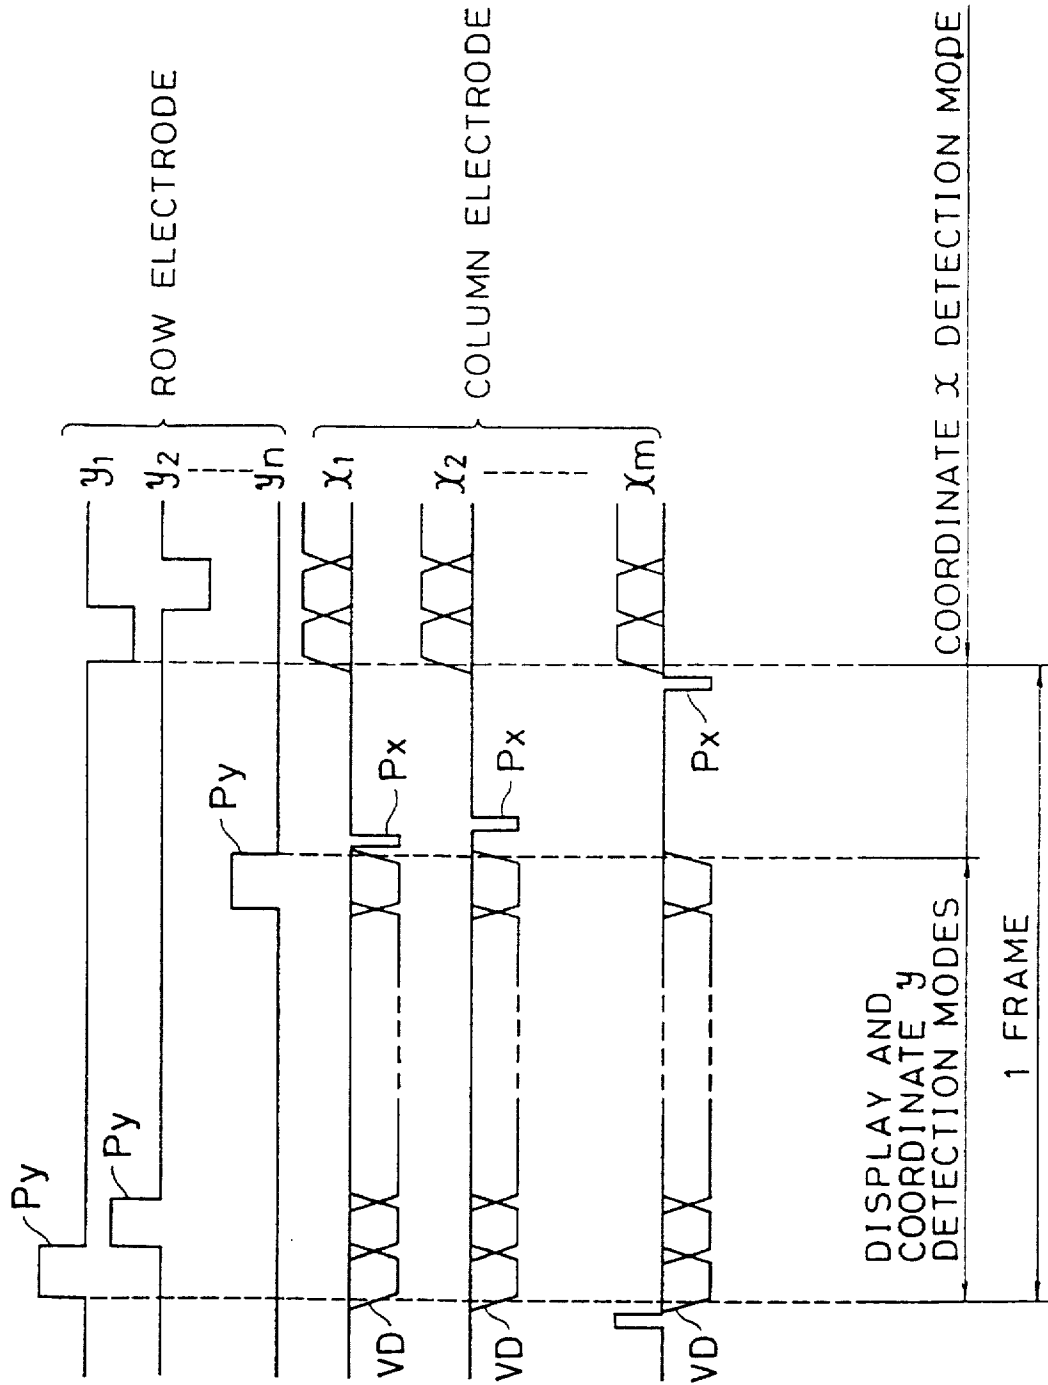 Py
Py
Py
y1
y2
yn
ROW ELECTRODE
VD
Px
x1
VD
Px
x2
COLUMN ELECTRODE
VD
Px
xm
DISPLAY AND
COORDINATE y
DETECTION MODES
COORDINATE x DETECTION MODE
1 FRAME